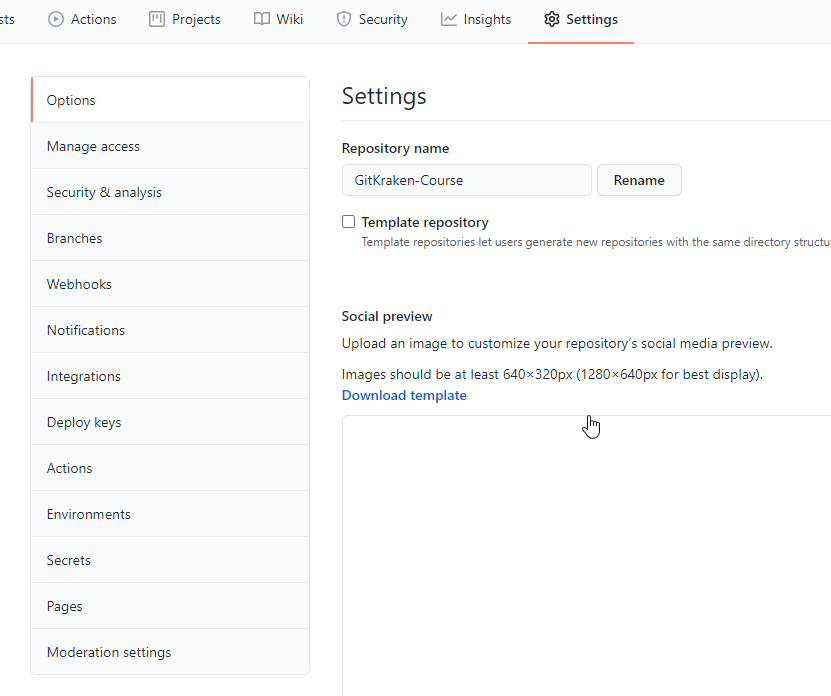 sts Actions Projects Wiki Security Insights Settings
Options
Manage access
Security & analysis
Branches
Webhooks
Notifications
Integrations
Deploy keys
Actions
Environments
Secrets
Pages
Moderation settings
Settings
Repository name
GitKraken-Course Rename
Template repository
Template repositories let users generate new repositories with the same directory structu
Social preview
Upload an image to customize your repository’s social media preview.
Images should be at least 640×320px (1280×640px for best display).
Download template